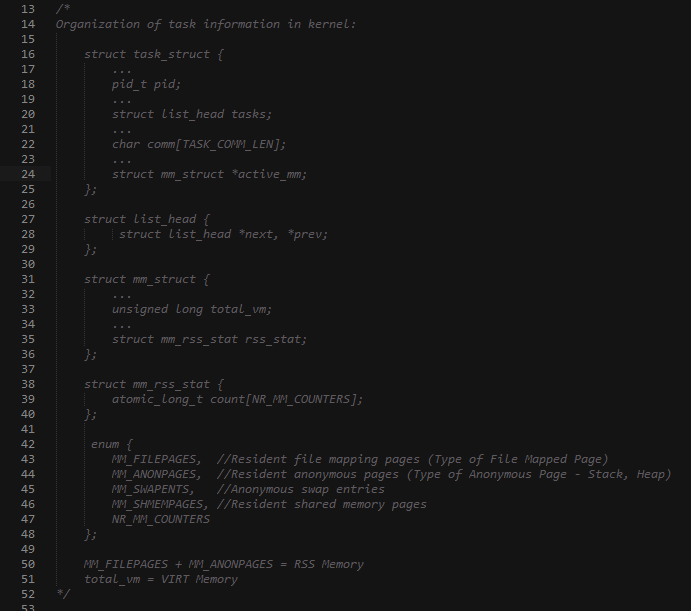 13 /*
14 Organization of task information in kernel:
15
16 struct task_struct {
17 ...
18 pid_t pid;
19 ...
20 struct list_head tasks;
21 ...
22 char comm[TASK_COMM_LEN];
23 ...
24 struct mm_struct *active_mm;
25 };
26
27 struct list_head {
28 struct list_head *next, *prev;
29 };
30
31 struct mm_struct {
32 ...
33 unsigned long total_vm;
34 ...
35 struct mm_rss_stat rss_stat;
36 };
37
38 struct mm_rss_stat {
39 atomic_long_t count[NR_MM_COUNTERS];
40 };
41
42 enum {
43 MM_FILEPAGES, //Resident file mapping pages (Type of File Mapped Page)
44 MM_ANONPAGES, //Resident anonymous pages (Type of Anonymous Page - Stack, Heap)
45 MM_SWAPENTS, //Anonymous swap entries
46 MM_SHMEMPAGES, //Resident shared memory pages
47 NR_MM_COUNTERS
48 };
49
50 MM_FILEPAGES + MM_ANONPAGES = RSS Memory
51 total_vm = VIRT Memory
52 */
53